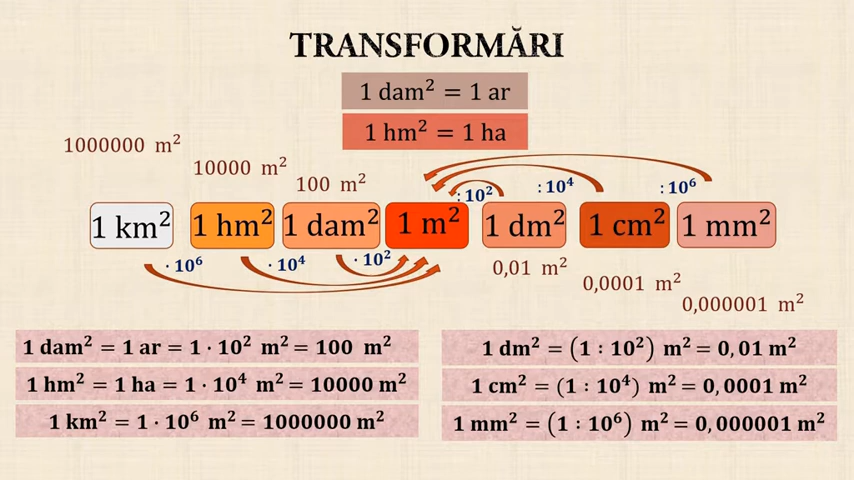 TRANSFORMĂRI
1 dam² = 1 ar
1 hm² = 1 ha
1000000 m²
10000 m²
100 m²
:10² :10⁴ :10⁶
1 km² 1 hm² 1 dam² 1 m² 1 dm² 1 cm² 1 mm²
· 10⁶ · 10⁴ · 10²
0,01 m²
0,0001 m²
0,000001 m²
1 dam² = 1 ar = 1 · 10² m² = 100 m²
1 hm² = 1 ha = 1 · 10⁴ m² = 10000 m²
1 km² = 1 · 10⁶ m² = 1000000 m²
1 dm² = (1 : 10²) m² = 0,01 m²
1 cm² = (1 : 10⁴) m² = 0,0001 m²
1 mm² = (1 : 10⁶) m² = 0,000001 m²